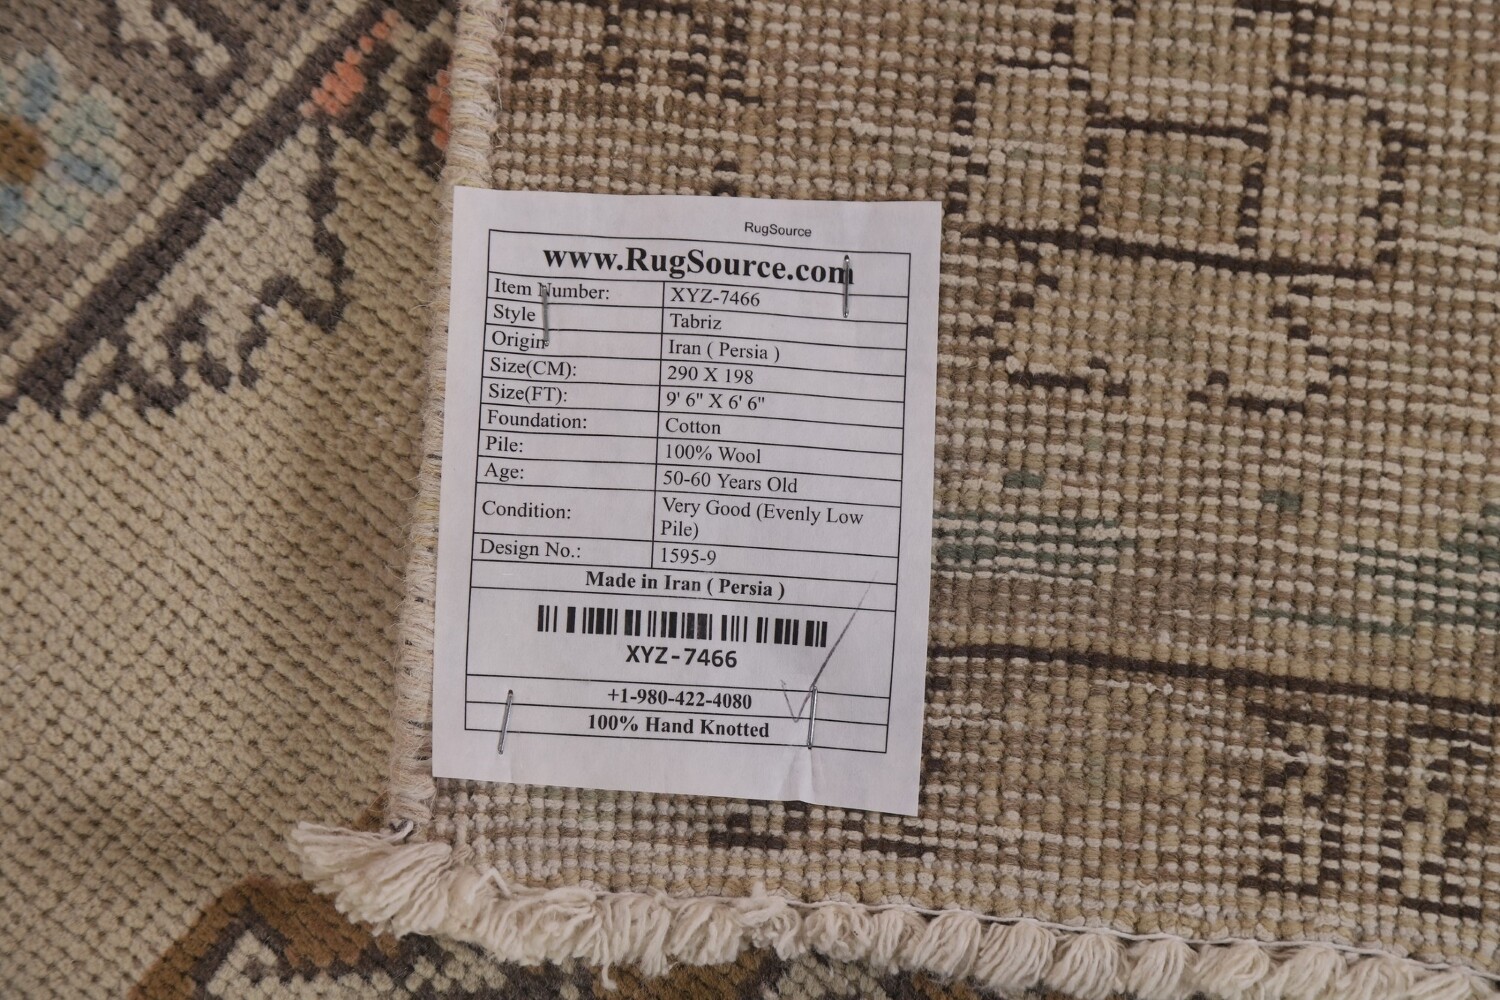 RugSource
www.RugSource.com
Item Number: XYZ-7466
Style Tabriz
Origin Iran ( Persia )
Size(CM): 290 X 198
Size(FT): 9' 6" X 6' 6"
Foundation: Cotton
Pile: 100% Wool
Age: 50-60 Years Old
Condition: Very Good (Evenly Low
Pile)
Design No.: 1595-9
Made in Iran ( Persia )
XYZ-7466
+1-980-422-4080
100% Hand Knotted